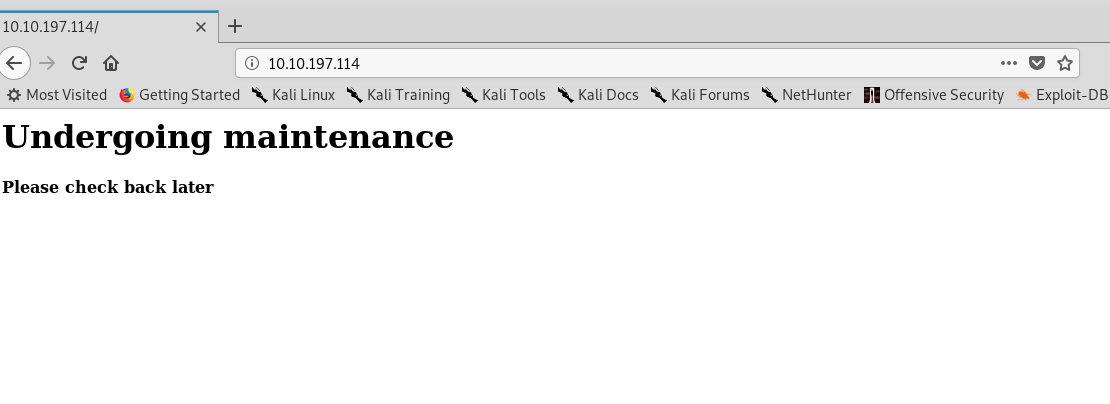 10.10.197.114/
10.10.197.114
Most Visited Getting Started Kali Linux Kali Training Kali Tools Kali Docs Kali Forums NetHunter Offensive Security Exploit-DB
Undergoing maintenance
Please check back later